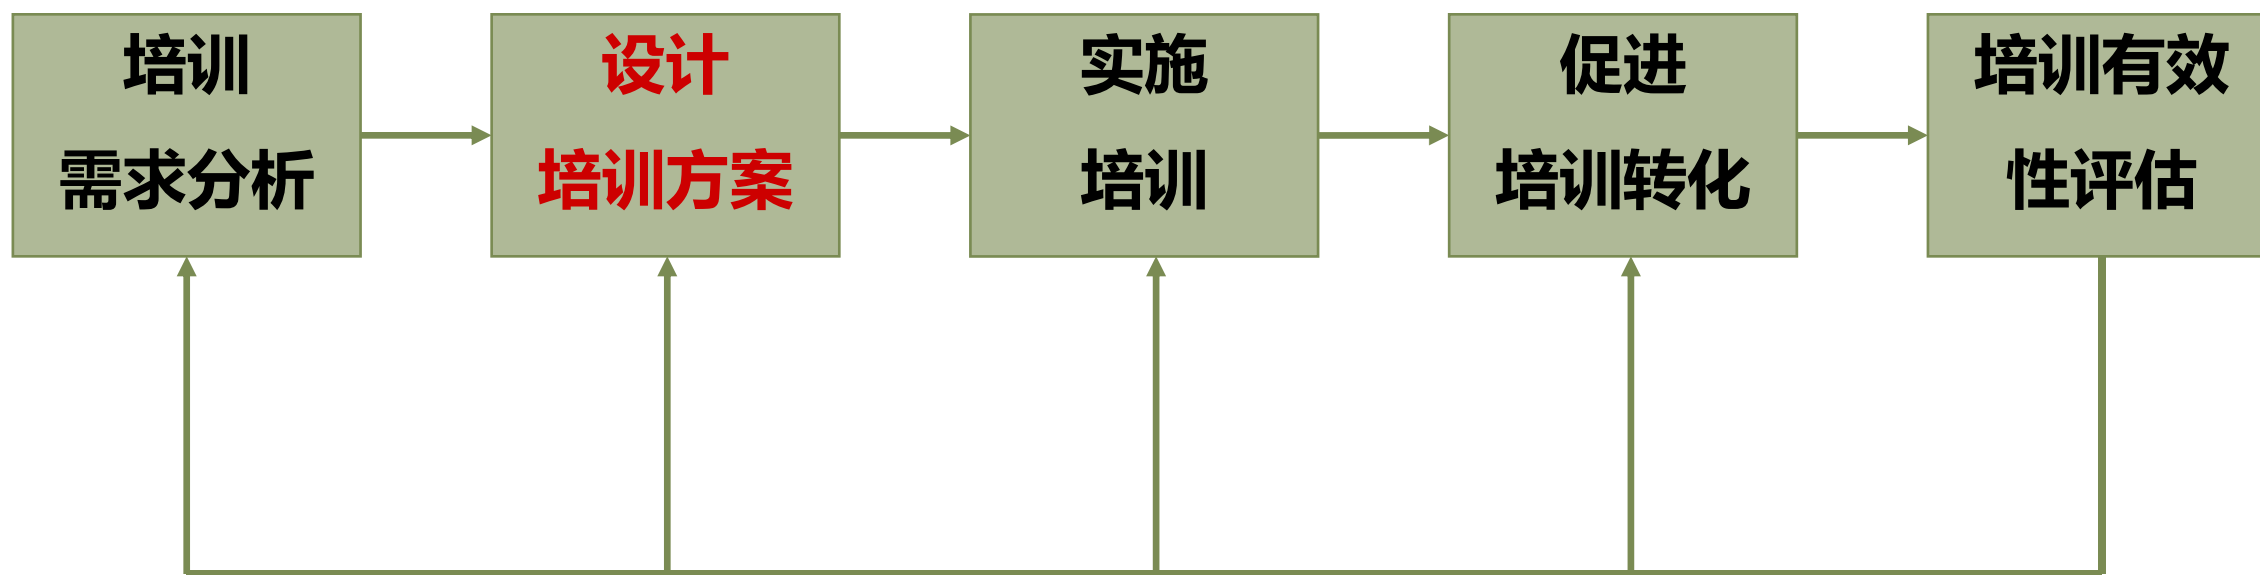 培训
需求分析
设计
培训方案
实施
培训
促进
培训转化
培训有效
性评估